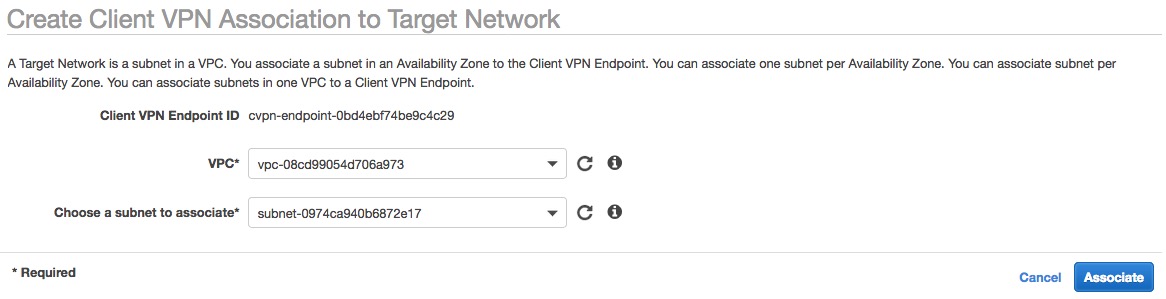 Create Client VPN Association to Target Network
A Target Network is a subnet in a VPC. You associate a subnet in an Availability Zone to the Client VPN Endpoint. You can associate one subnet per Availability Zone. You can associate subnet per
Availability Zone. You can associate subnets in one VPC to a Client VPN Endpoint.
Client VPN Endpoint ID cvpn-endpoint-0bd4ebf74be9c4c29
VPC* vpc-08cd99054d706a973
Choose a subnet to associate* subnet-0974ca940b6872e17
* Required Cancel Associate